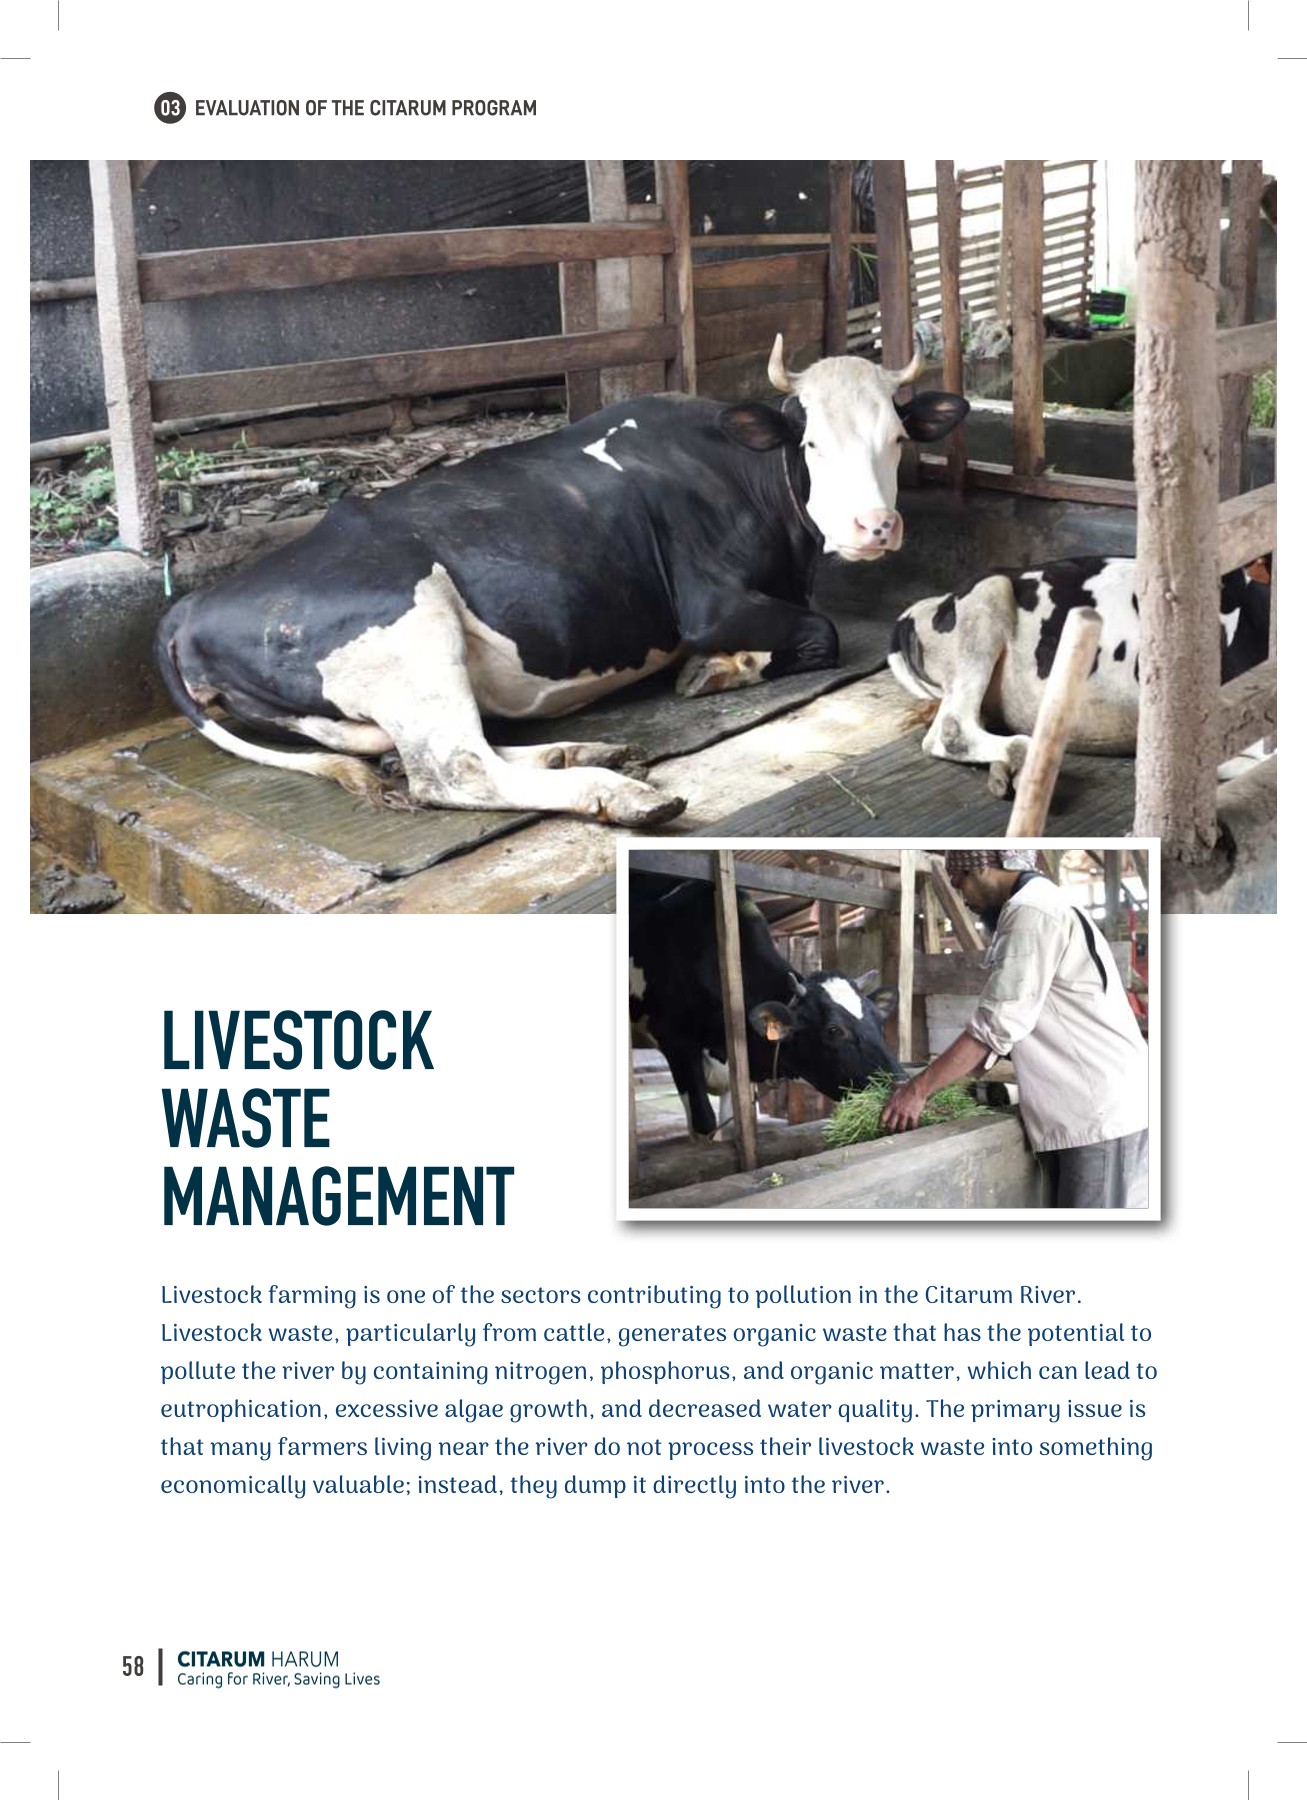 03 EVALUATION OF THE CITARUM PROGRAM
LIVESTOCK
WASTE
MANAGEMENT
Livestock farming is one of the sectors contributing to pollution in the Citarum River.
Livestock waste, particularly from cattle, generates organic waste that has the potential to
pollute the river by containing nitrogen, phosphorus, and organic matter, which can lead to
eutrophication, excessive algae growth, and decreased water quality. The primary issue is
that many farmers living near the river do not process their livestock waste into something
economically valuable; instead, they dump it directly into the river.
58
CITARUM HARUM
Caring for River, Saving Lives